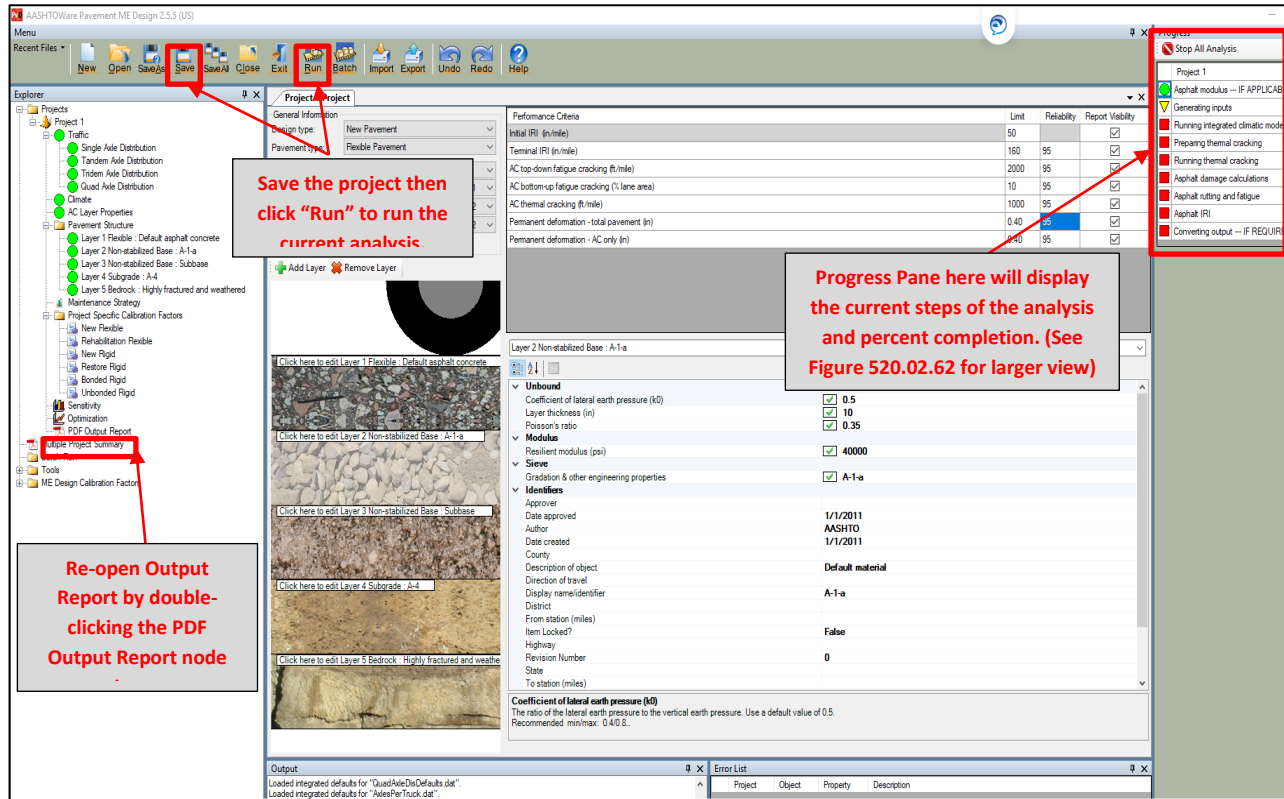 AASHTOWare Pavement ME Design 2.5.5 (US)
Menu
Recent Files
New Open SaveAs Save SaveAll Close Exit Run Batch Import Export Undo Redo Help
Explorer
Projects
Project 1
Traffic
Single Axle Distribution
Tandem Axle Distribution
Tridem Axle Distribution
Quad Axle Distribution
Climate
AC Layer Properties
Pavement Structure
Layer 1 Flexible : Default asphalt concrete
Layer 2 Non-stabilized Base : A-1-a
Layer 3 Non-stabilized Base : Subbase
Layer 4 Subgrade : A-4
Layer 5 Bedrock : Highly fractured and weathered
Maintenance Strategy
Project Specific Calibration Factors
New Flexible
Rehabilitation Flexible
New Rigid
Restore Rigid
Bonded Rigid
Unbonded Rigid
Sensitivity
Optimization
PDF Output Report
Multiple Project Summary
Tools
ME Design Calibration Factors
Re-open Output
Report by double-
clicking the PDF
Output Report node
General Information
Design type: New Pavement
Pavement type: Flexible Pavement
Save the project then
click “Run” to run the
current analysis.
Add Layer Remove Layer
Click here to edit Layer 1 Flexible : Default asphalt concrete
Click here to edit Layer 2 Non-stabilized Base : A-1-a
Click here to edit Layer 3 Non-stabilized Base : Subbase
Click here to edit Layer 4 Subgrade : A-4
Click here to edit Layer 5 Bedrock : Highly fractured and weathe
Performance Criteria Limit Reliability Report Visibility
Initial IRI (in/mile) 50
Terminal IRI (in/mile) 160 95
AC top-down fatigue cracking (ft/mile) 2000 95
AC bottom-up fatigue cracking (% lane area) 10 95
AC thermal cracking (ft/mile) 1000 95
Permanent deformation - total pavement (in) 0.40 95
Permanent deformation - AC only (in) 0.40 95
Progress Pane here will display
the current steps of the analysis
and percent completion. (See
Figure 520.02.62 for larger view)
Layer 2 Non-stabilized Base : A-1-a
Unbound
Coefficient of lateral earth pressure (k0) 0.5
Layer thickness (in) 10
Poisson's ratio 0.35
Modulus
Resilient modulus (psi) 40000
Sieve
Gradation & other engineering properties A-1-a
Identifiers
Approver
Date approved 1/1/2011
Author AASHTO
Date created 1/1/2011
County
Description of object Default material
Direction of travel
Display name/identifier A-1-a
District
From station (miles)
Item Locked? False
Highway
Revision Number 0
State
To station (miles)
Coefficient of lateral earth pressure (k0)
The ratio of the lateral earth pressure to the vertical earth pressure. Use a default value of 0.5.
Recommended min/max: 0.4/0.8..
Output
Loaded integrated defaults for "QuadAxleDisDefaults.dat".
Loaded integrated defaults for "AxlesPerTruck.dat".
Error List
Project Object Property Description
Stop All Analysis
Project 1
Asphalt modulus -- IF APPLICAB
Generating inputs
Running integrated climatic mode
Preparing thermal cracking
Running thermal cracking
Asphalt damage calculations
Asphalt rutting and fatigue
Asphalt IRI
Converting output -- IF REQUIRE